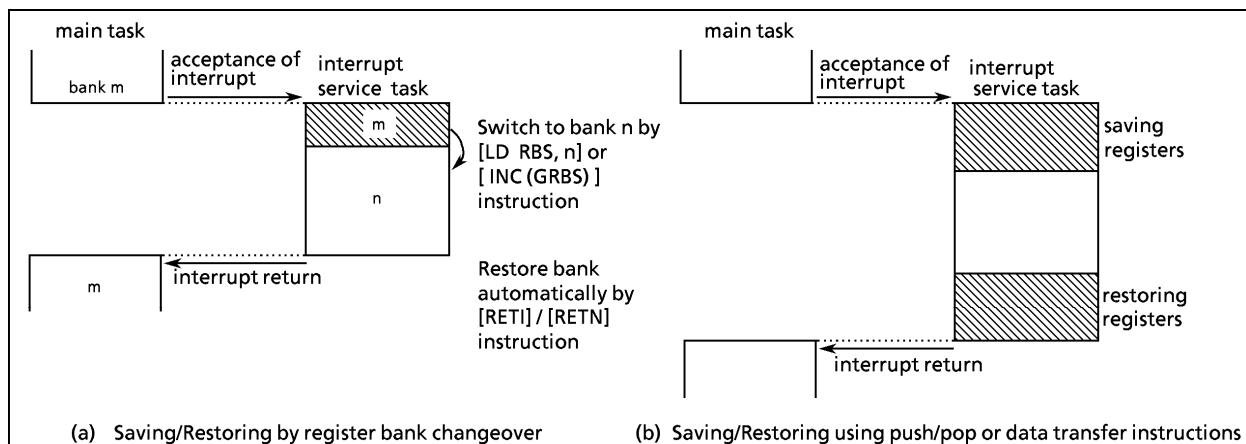 main task
bank m
acceptance of
interrupt
interrupt
service task
m
Switch to bank n by
[LD RBS, n] or
[ INC (GRBS) ]
instruction
n
interrupt return
m
Restore bank
automatically by
[RETI] / [RETN]
instruction
(a) Saving/Restoring by register bank changeover
main task
acceptance of
interrupt
interrupt
service task
saving
registers
restoring
registers
interrupt return
(b) Saving/Restoring using push/pop or data transfer instructions